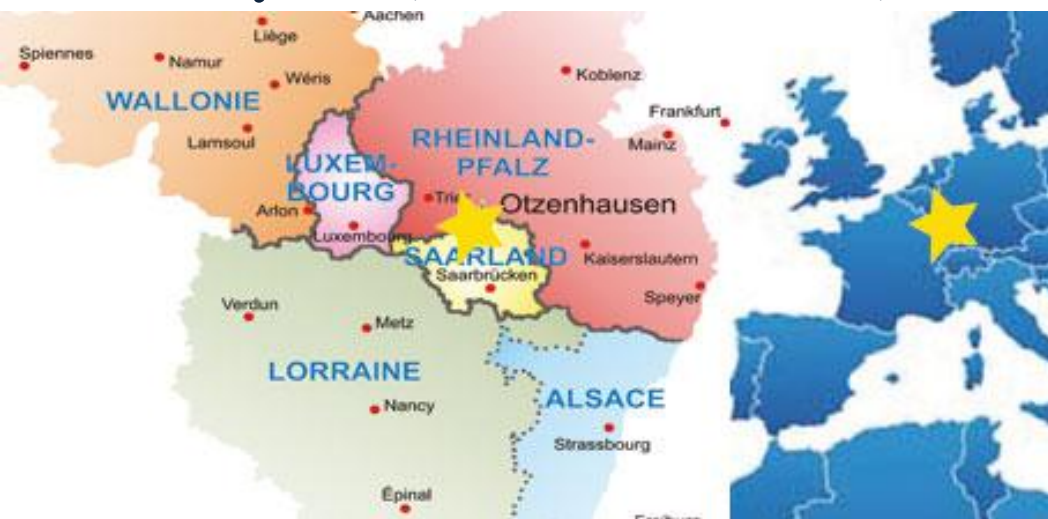 Aachen
Liège
Spiennes
Namur
Wéris
Koblenz
WALLONIE
Frankfurt
Lamsoul
RHEINLAND-
PFALZ
Mainz
LUXEM-
BOURG
Arlon
Otzenhausen
Luxembourg
SAARLAND
Kaiserslautern
Saarbrücken
Speyer
Verdun
Metz
LORRAINE
ALSACE
Nancy
Strassbourg
Épinal